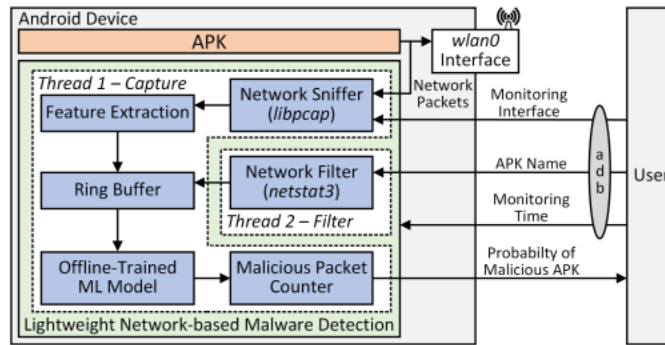 Android Device
APK
wlan0
Interface
Thread 1 – Capture
Network
Packets
Feature Extraction
Network Sniffer
(libpcap)
Monitoring
Interface
Ring Buffer
Network Filter
(netstat3)
APK Name
Thread 2 – Filter
Monitoring
Time
a
d
b
User
Offline-Trained
ML Model
Malicious Packet
Counter
Probabilty of
Malicious APK
Lightweight Network-based Malware Detection